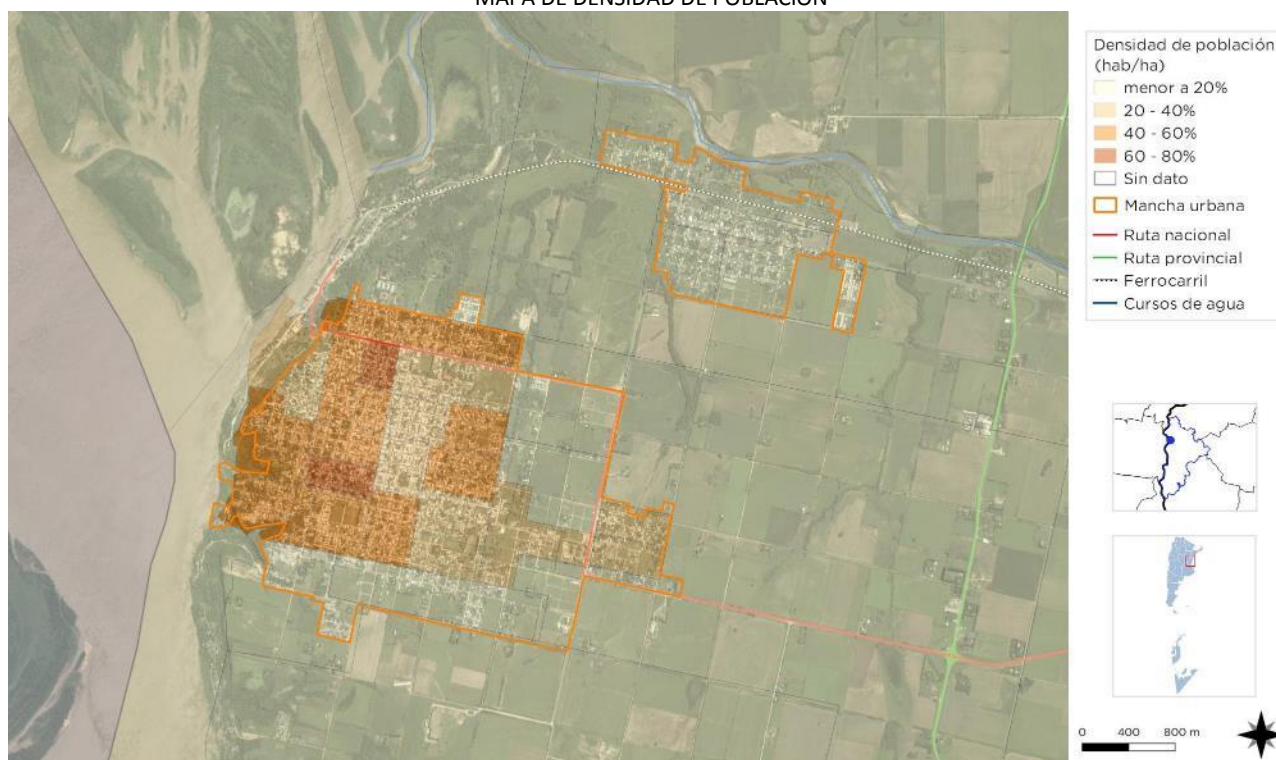 MAPA DE DENSIDAD DE POBLACIÓN
Densidad de población
(hab/ha)
menor a 20%
20 - 40%
40 - 60%
60 - 80%
Sin dato
Mancha urbana
Ruta nacional
Ruta provincial
Ferrocarril
Cursos de agua
0 400 800 m